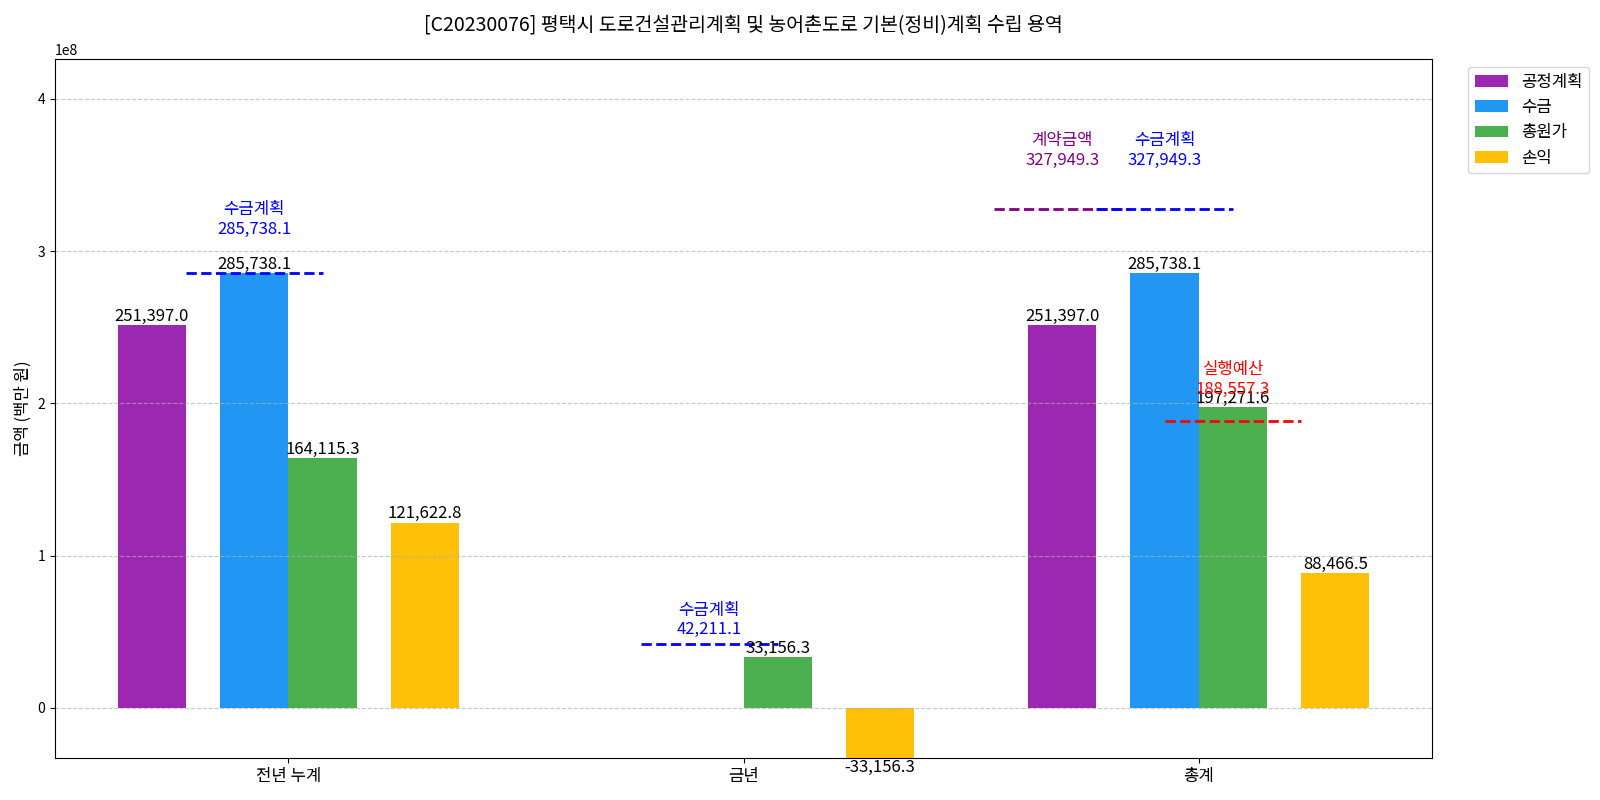 [C20230076] 평택시 도로건설관리계획 및 농어촌도로 기본(정비)계획 수립 용역
1e8
공정계획
수금
총원가
손익
금액 (백만 원)
4
3
2
1
0
수금계획
285,738.1
285,738.1
251,397.0
164,115.3
121,622.8
수금계획
42,211.1
33,156.3
-33,156.3
계약금액
327,949.3
수금계획
327,949.3
285,738.1
251,397.0
실행예산
188,557.3
197,271.6
88,466.5
전년 누계
금년
총계